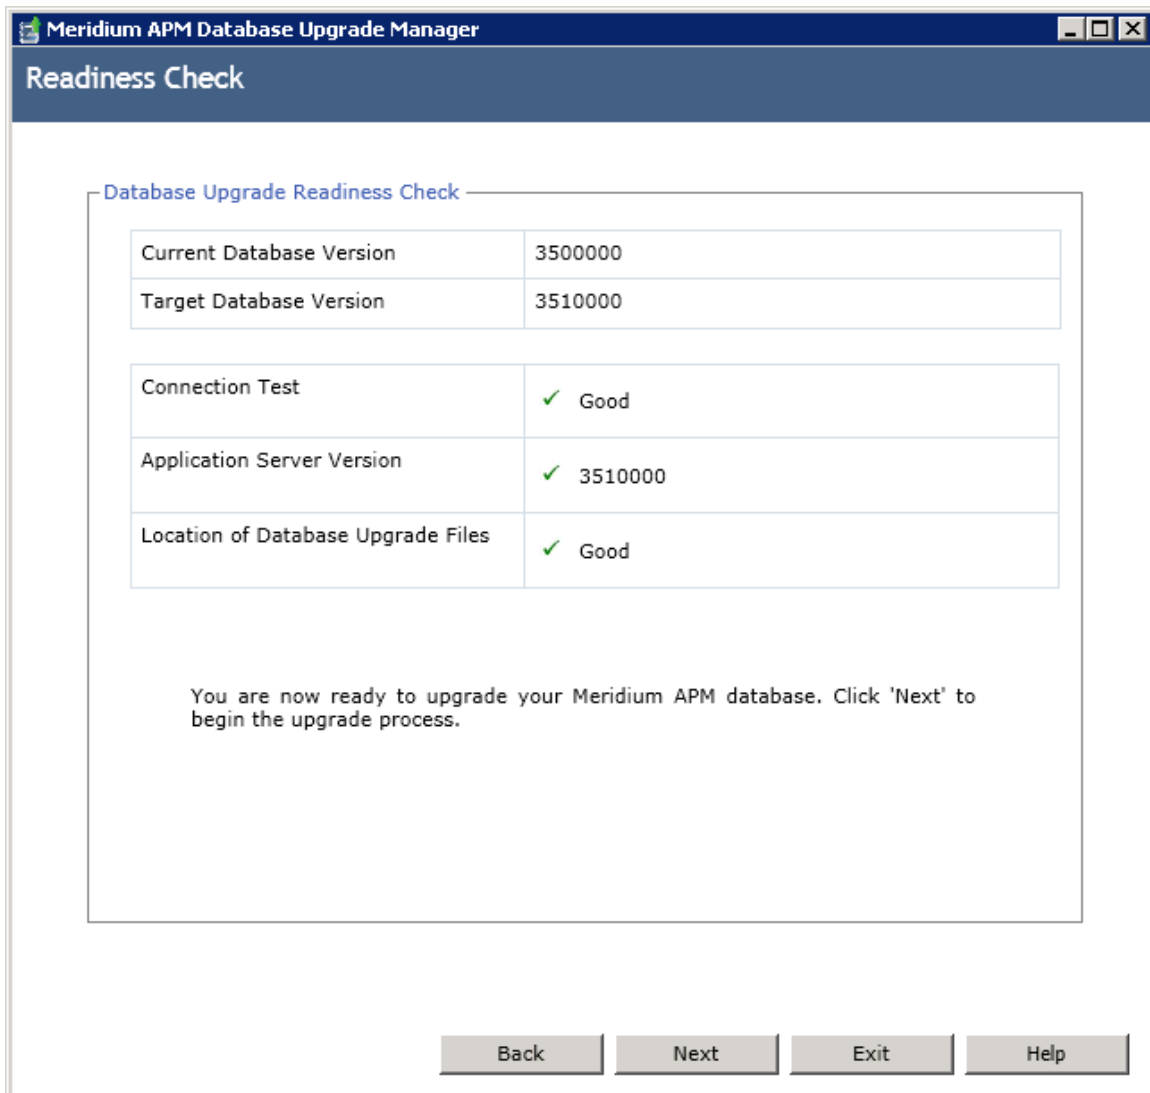 Meridium APM Database Upgrade Manager
Readiness Check
Database Upgrade Readiness Check
Current Database Version 3500000
Target Database Version 3510000
Connection Test ✓ Good
Application Server Version ✓ 3510000
Location of Database Upgrade Files ✓ Good
You are now ready to upgrade your Meridium APM database. Click 'Next' to
begin the upgrade process.
Back Next Exit Help